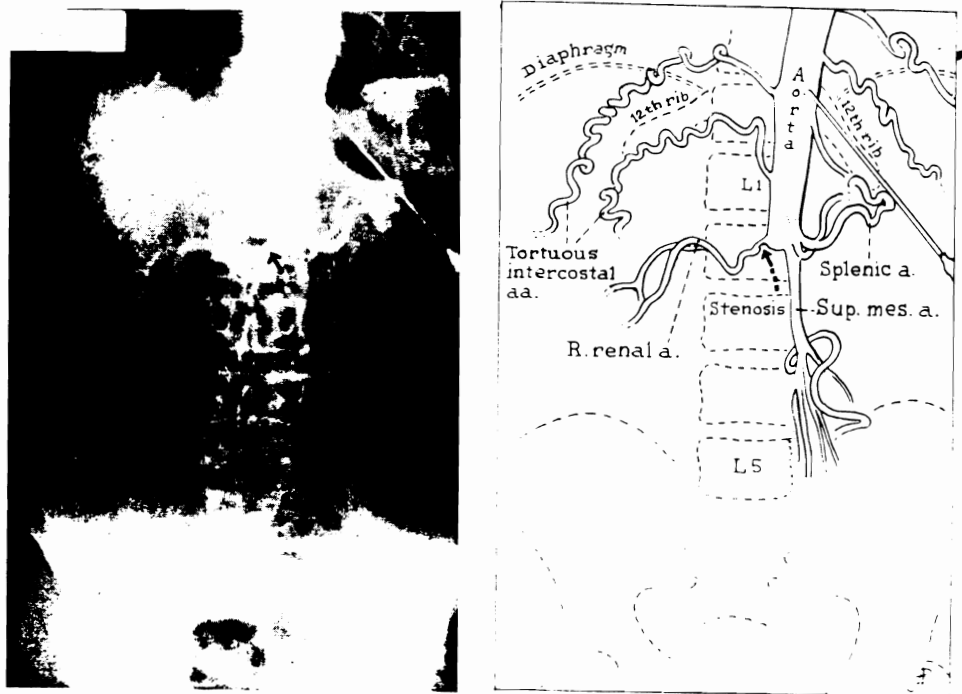 Diaphragm
12th rib
Aorta
12th rib
L1
Tortuous
intercostal
aa.
Splenic a.
Stenosis
Sup. mes. a.
R. renal a.
L5